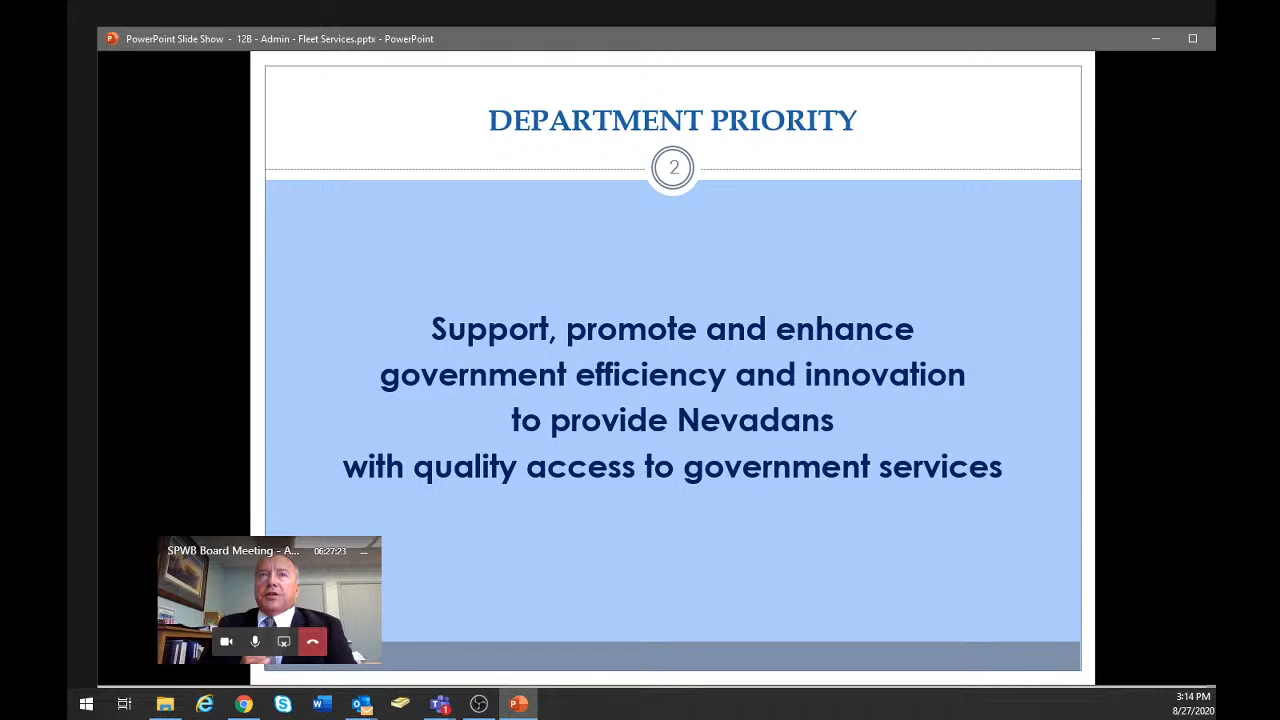 PowerPoint Slide Show - 12B - Admin - Fleet Services.pptx - PowerPoint
DEPARTMENT PRIORITY
2
Support, promote and enhance
government efficiency and innovation
to provide Nevadans
with quality access to government services
SPWB Board Meeting - A... 06:27:23
3:14 PM
8/27/2020